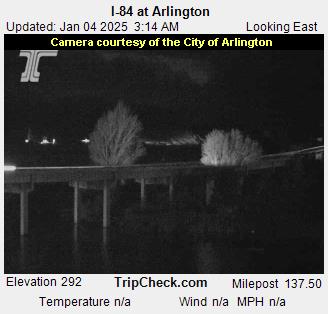 I-84 at Arlington
Updated: Jan 04 2025 3:14 AM Looking East
Camera courtesy of the City of Arlington
Elevation 292 TripCheck.com Milepost 137.50
Temperature n/a Wind n/a MPH n/a